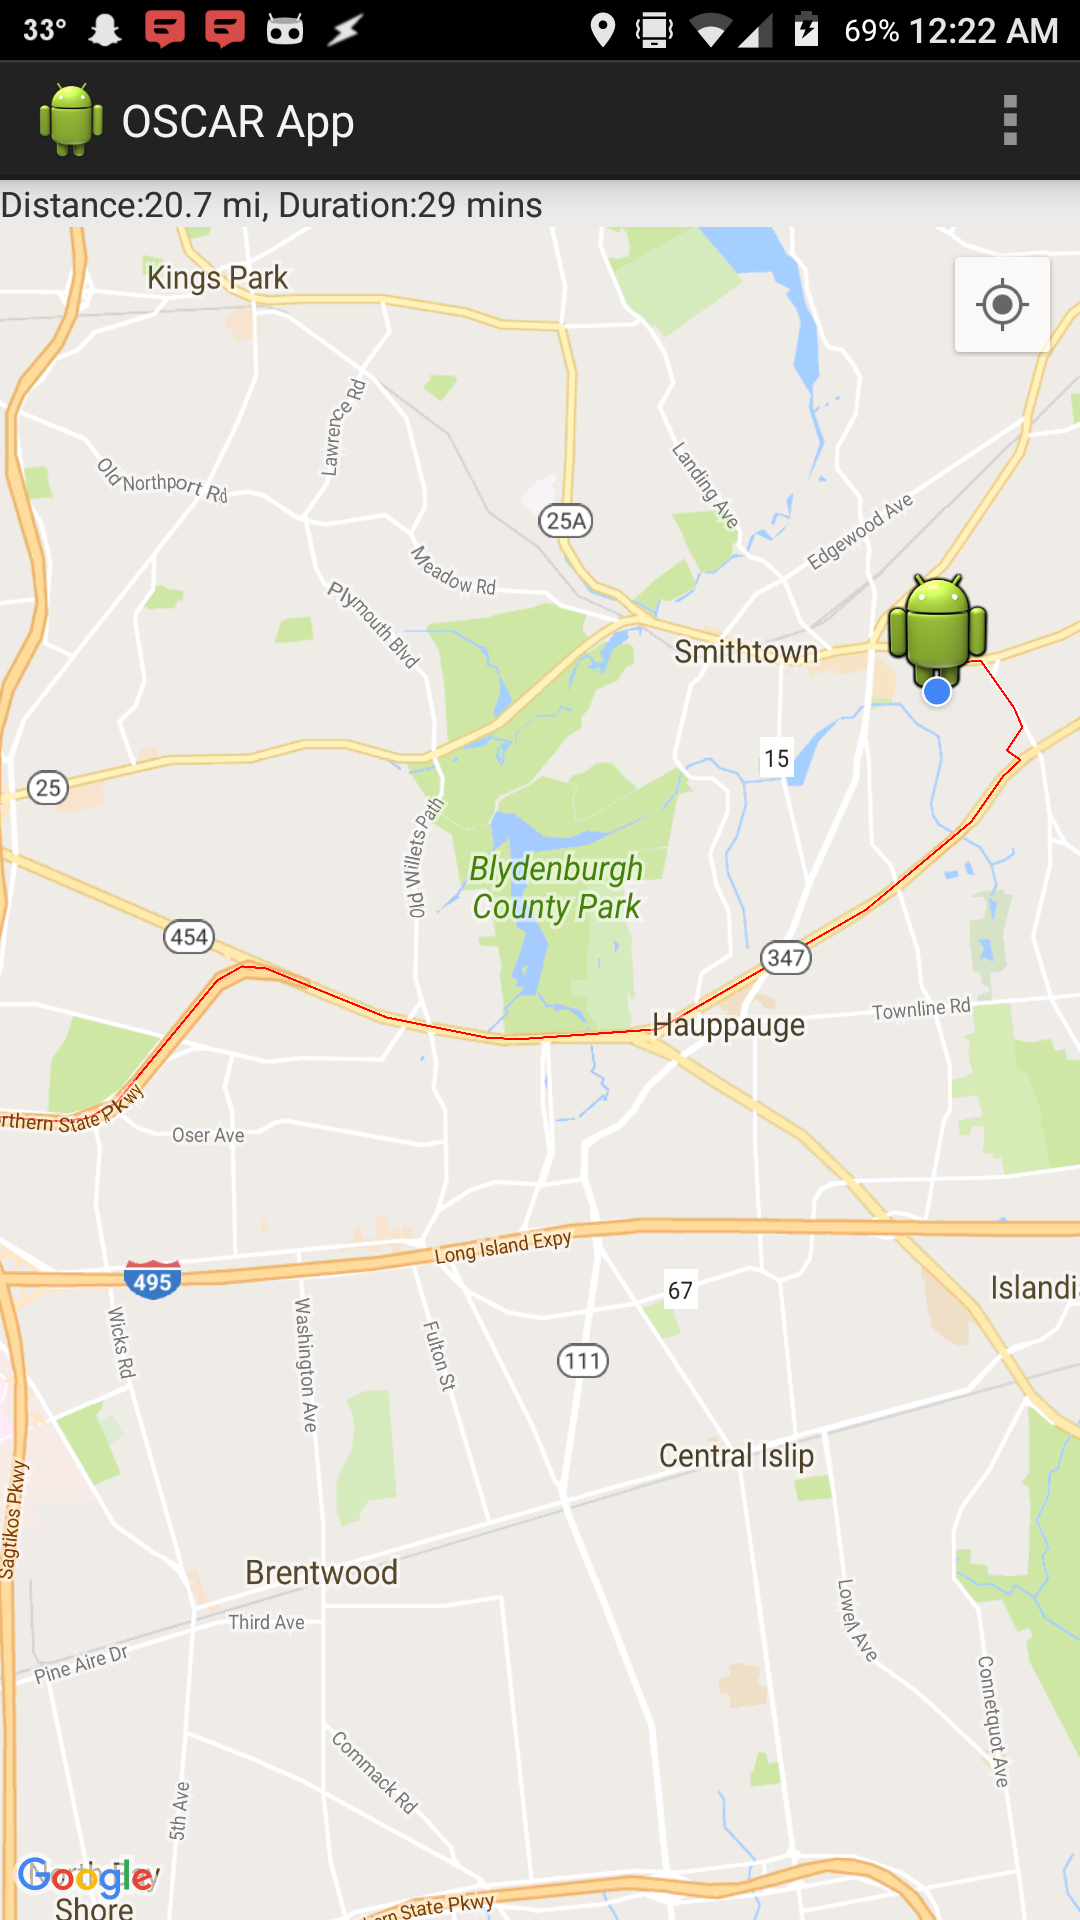 33° 69% 12:22 AM
OSCAR App
Distance:20.7 mi, Duration:29 mins
Kings Park
Lawrence Rd
Old Northport Rd
Landing Ave
25A
Edgewood Ave
Meadow Rd
Plymouth Blvd
Smithtown
15
25
Old Willets Path
Blydenburgh
County Park
454
347
Townline Rd
Hauppauge
rthern State Pkwy
Oser Ave
Long Island Expy
495
67
Islandi
Wicks Rd
Washington Ave
Fulton St
111
Central Islip
Sagtikos Pkwy
Brentwood
Lowell Ave
Third Ave
Pine Aire Dr
Connetquot Ave
Commack Rd
5th Ave
Google
North Bay
Shore
ern State Pkwy